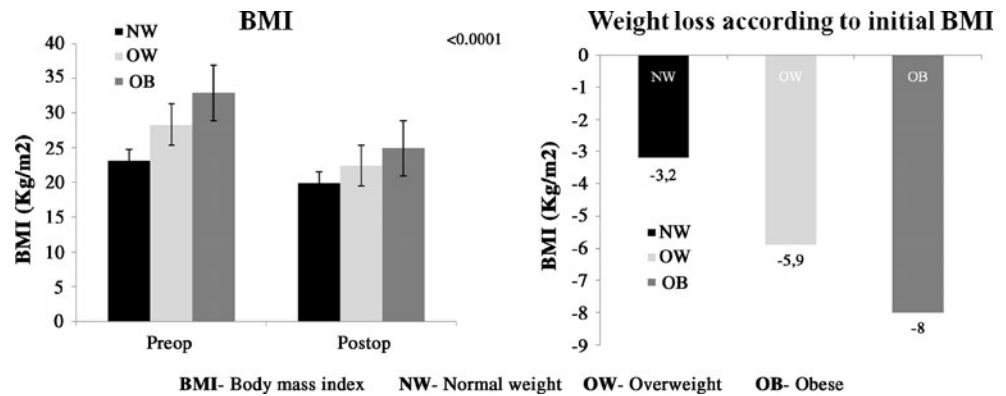 BMI
<0.0001
NW
OW
OB
BMI (Kg/m2)
40
35
30
25
20
15
10
5
0
Preop
Postop
Weight loss according to initial BMI
BMI (Kg/m2)
0
-1
-2
-3
-4
-5
-6
-7
-8
-9
NW
OW
OB
-3,2
-5,9
-8
NW
OW
OB
BMI- Body mass index NW- Normal weight OW- Overweight OB- Obese